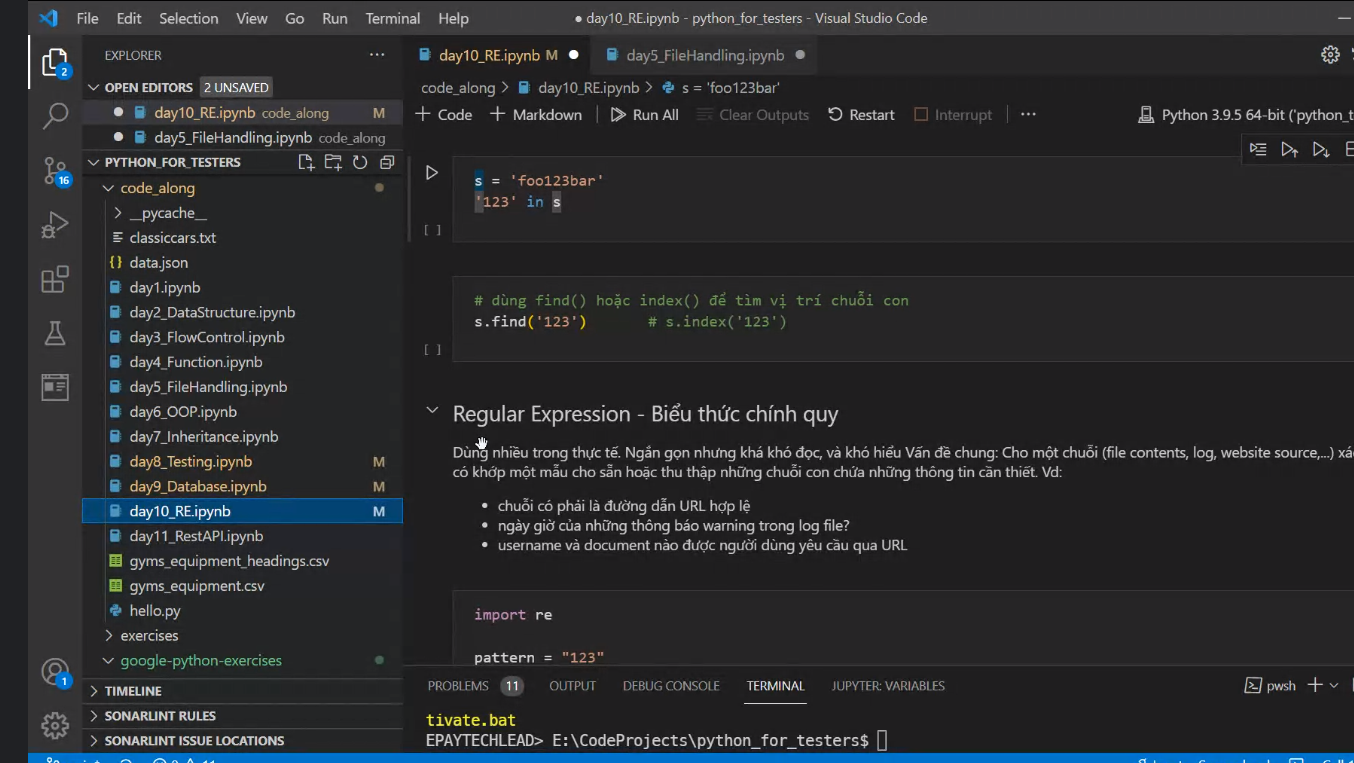 File Edit Selection View Go Run Terminal Help
● day10_RE.ipynb - python_for_testers - Visual Studio Code
EXPLORER
OPEN EDITORS 2 UNSAVED
day10_RE.ipynb code_along M
day5_FileHandling.ipynb code_along
PYTHON_FOR_TESTERS
code_along
__pycache__
classiccars.txt
data.json
day1.ipynb
day2_DataStructure.ipynb
day3_FlowControl.ipynb
day4_Function.ipynb
day5_FileHandling.ipynb
day6_OOP.ipynb
day7_Inheritance.ipynb
day8_Testing.ipynb M
day9_Database.ipynb M
day10_RE.ipynb M
day11_RestAPI.ipynb
gyms_equipment_headings.csv
gyms_equipment.csv
hello.py
exercises
google-python-exercises
TIMELINE
SONARLINT RULES
SONARLINT ISSUE LOCATIONS
2
16
1
day10_RE.ipynb M
day5_FileHandling.ipynb
code_along > day10_RE.ipynb > s = 'foo123bar'
+ Code + Markdown Run All Clear Outputs Restart Interrupt ... Python 3.9.5 64-bit ('python_t
s = 'foo123bar'
'123' in s
[ ]
# dùng find() hoặc index() để tìm vị trí chuỗi con
s.find('123') # s.index('123')
[ ]
Regular Expression - Biểu thức chính quy
Dùng nhiều trong thực tế. Ngắn gọn nhưng khá khó đọc, và khó hiểu Vấn đề chung: Cho một chuỗi (file contents, log, website source,...) xá
có khớp một mẫu cho sẵn hoặc thu thập những chuỗi con chứa những thông tin cần thiết. Vd:
• chuỗi có phải là đường dẫn URL hợp lệ
• ngày giờ của những thông báo warning trong log file?
• username và document nào được người dùng yêu cầu qua URL
import re
pattern = "123"
PROBLEMS 11 OUTPUT DEBUG CONSOLE TERMINAL JUPYTER: VARIABLES
pwsh
tivate.bat
EPAYTECHLEAD> E:\CodeProjects\python_for_testers$